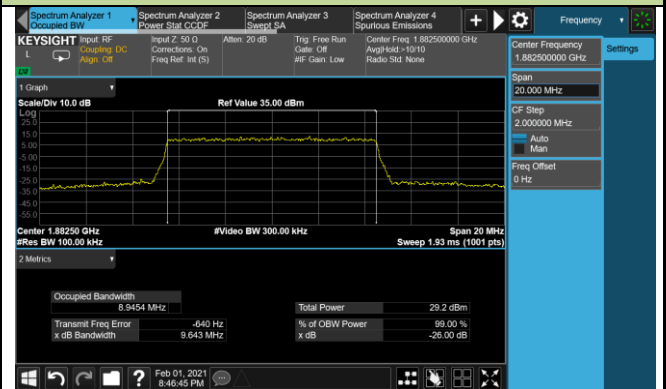 Spectrum Analyzer 1
Occupied BW
Spectrum Analyzer 2
Power Stat CCDF
Spectrum Analyzer 3
Swept SA
Spectrum Analyzer 4
Spurious Emissions
Frequency
KEYSIGHT
L
Input: RF
Coupling: DC
Align: Off
Input Z: 50 Ω
Corrections: On
Freq Ref: Int (S)
Atten: 20 dB
Trig: Free Run
Gate: Off
#IF Gain: Low
Center Freq: 1.882500000 GHz
Avg|Hold:>10/10
Radio Std: None
Center Frequency
1.882500000 GHz
Settings
Span
20.000 MHz
CF Step
2.000000 MHz
Auto
Man
Freq Offset
0 Hz
1 Graph
Scale/Div 10.0 dB
Ref Value 35.00 dBm
Log
25.0
15.0
5.00
-5.00
-15.0
-25.0
-35.0
-45.0
-55.0
Center 1.88250 GHz
#Video BW 300.00 kHz
Span 20 MHz
#Res BW 100.00 kHz
Sweep 1.93 ms (1001 pts)
2 Metrics
Occupied Bandwidth
8.9454 MHz
Total Power
29.2 dBm
Transmit Freq Error
-640 Hz
% of OBW Power
99.00 %
x dB Bandwidth
9.643 MHz
x dB
-26.00 dB
?
Feb 01, 2021
8:46:45 PM